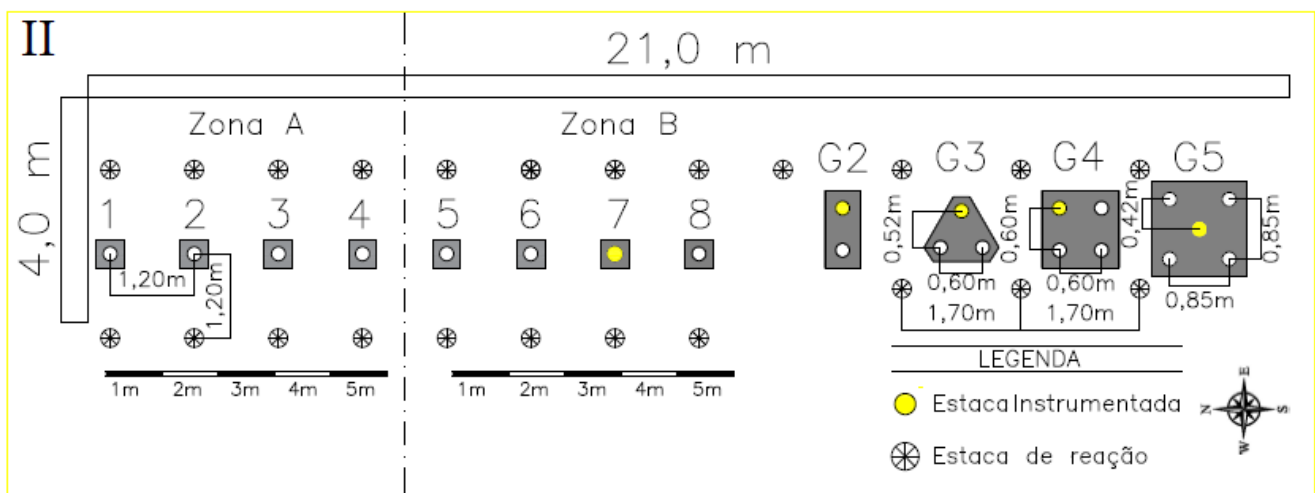 II
21,0 m
4,0 m
Zona A
Zona B
G2
G3
G4
G5
1
2
3
4
5
6
7
8
1,20m
1,20m
0,52m
0,60m
0,60m
0,60m
0,42m
0,85m
0,85m
1,70m
1,70m
1m 2m 3m 4m 5m
1m 2m 3m 4m 5m
LEGENDA
Estaca Instrumentada
Estaca de reação
E
N
S
W